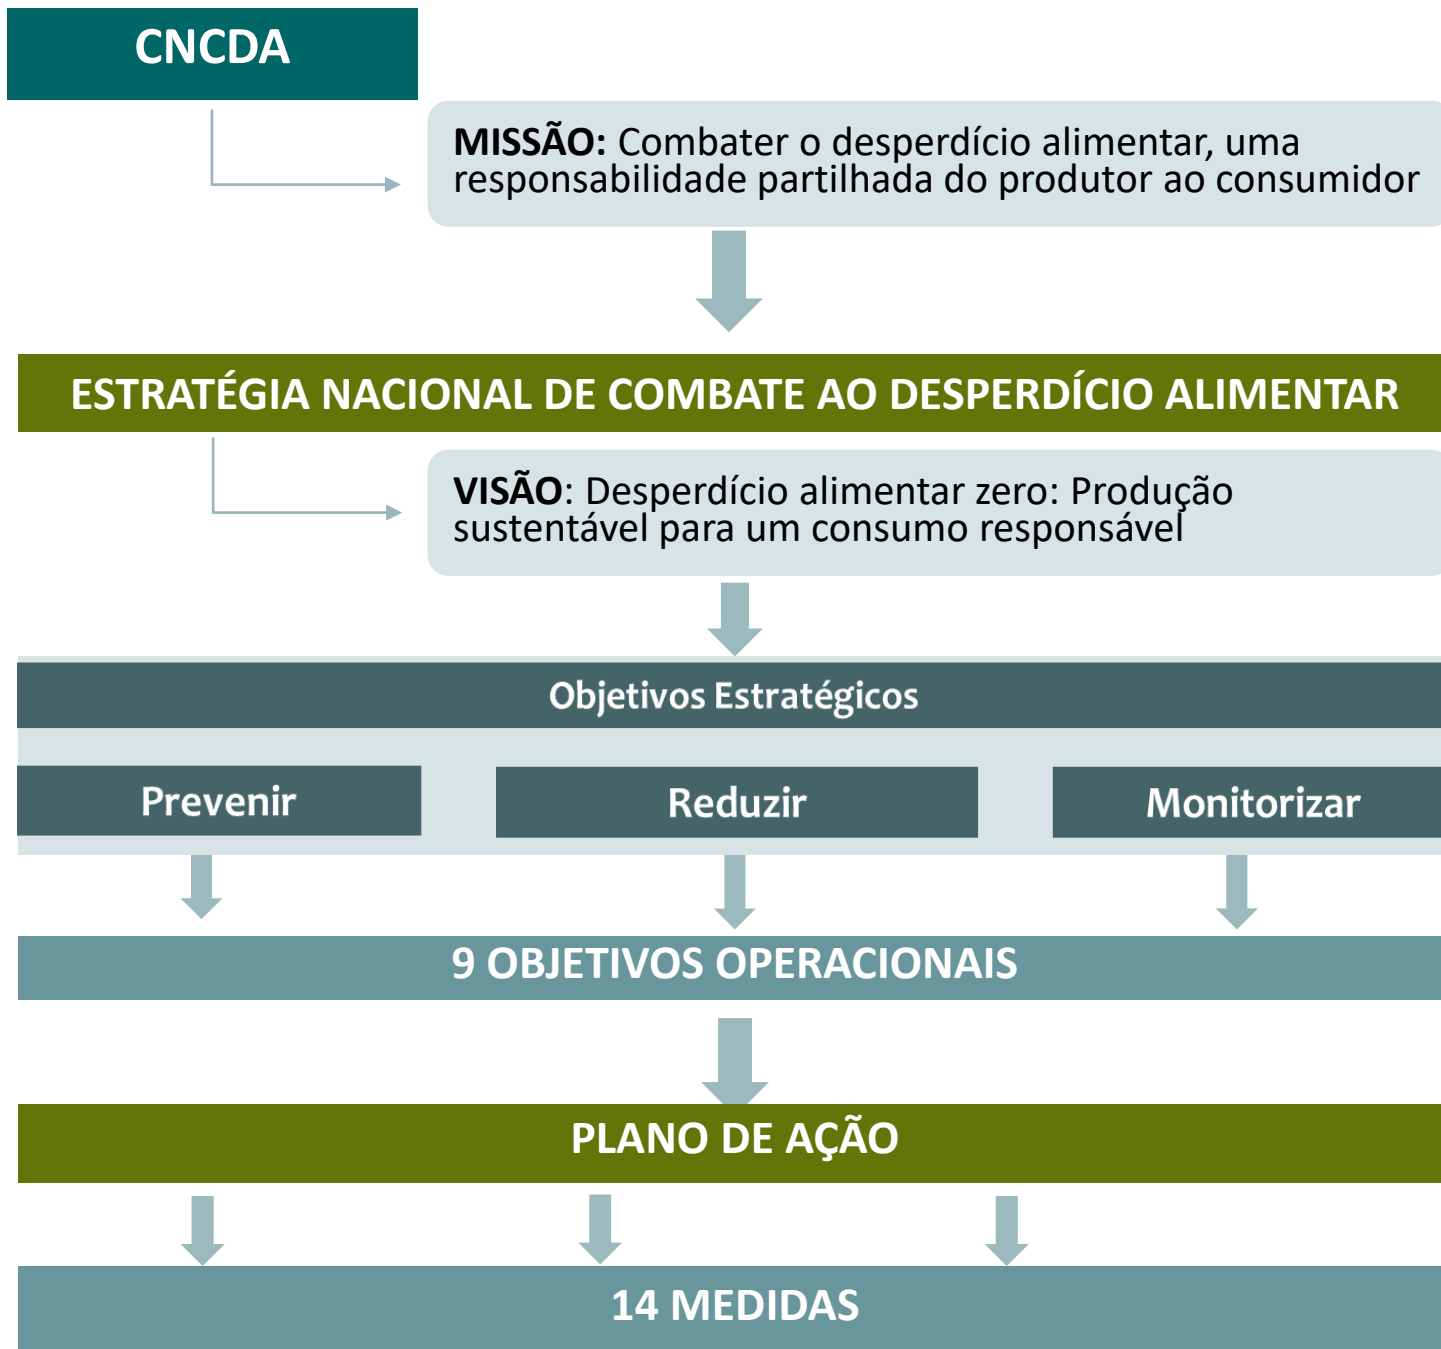 CNCDA
MISSÃO: Combater o desperdício alimentar, uma
responsabilidade partilhada do produtor ao consumidor
ESTRATÉGIA NACIONAL DE COMBATE AO DESPERDÍCIO ALIMENTAR
VISÃO: Desperdício alimentar zero: Produção
sustentável para um consumo responsável
Objetivos Estratégicos
Prevenir
Reduzir
Monitorizar
9 OBJETIVOS OPERACIONAIS
PLANO DE AÇÃO
14 MEDIDAS